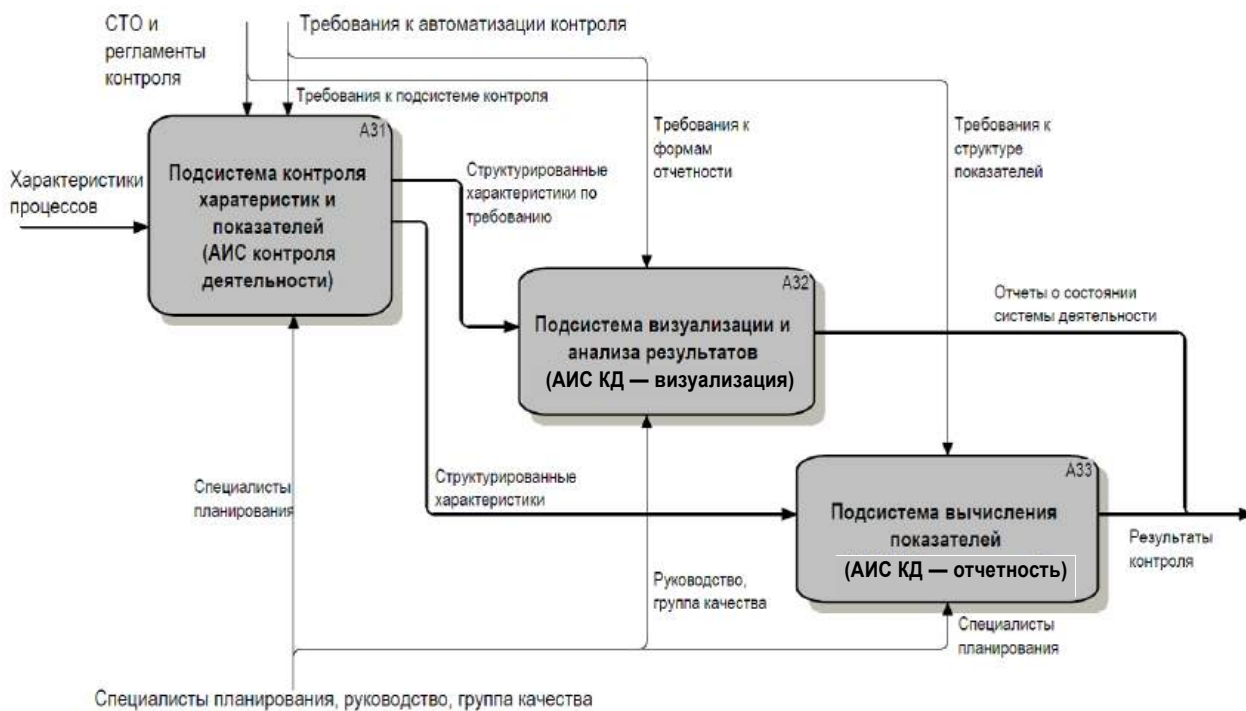 СТО и
регламенты
контроля
Требования к автоматизации контроля
Требования к подсистеме контроля
A31
Подсистема контроля
харатеристик и
показателей
(АИС контроля
деятельности)
Характеристики
процессов
Структурированные
характеристики по
требованию
Требования к
формам
отчетности
Требования к
структуре
показателей
A32
Подсистема визуализации и
анализа результатов
(АИС КД — визуализация)
Отчеты о состоянии
системы деятельности
Специалисты
планирования
Структурированные
характеристики
A33
Подсистема вычисления
показателей
(АИС КД — отчетность)
Результаты
контроля
Руководство,
группа качества
Специалисты
планирования
Специалисты планирования, руководство, группа качества